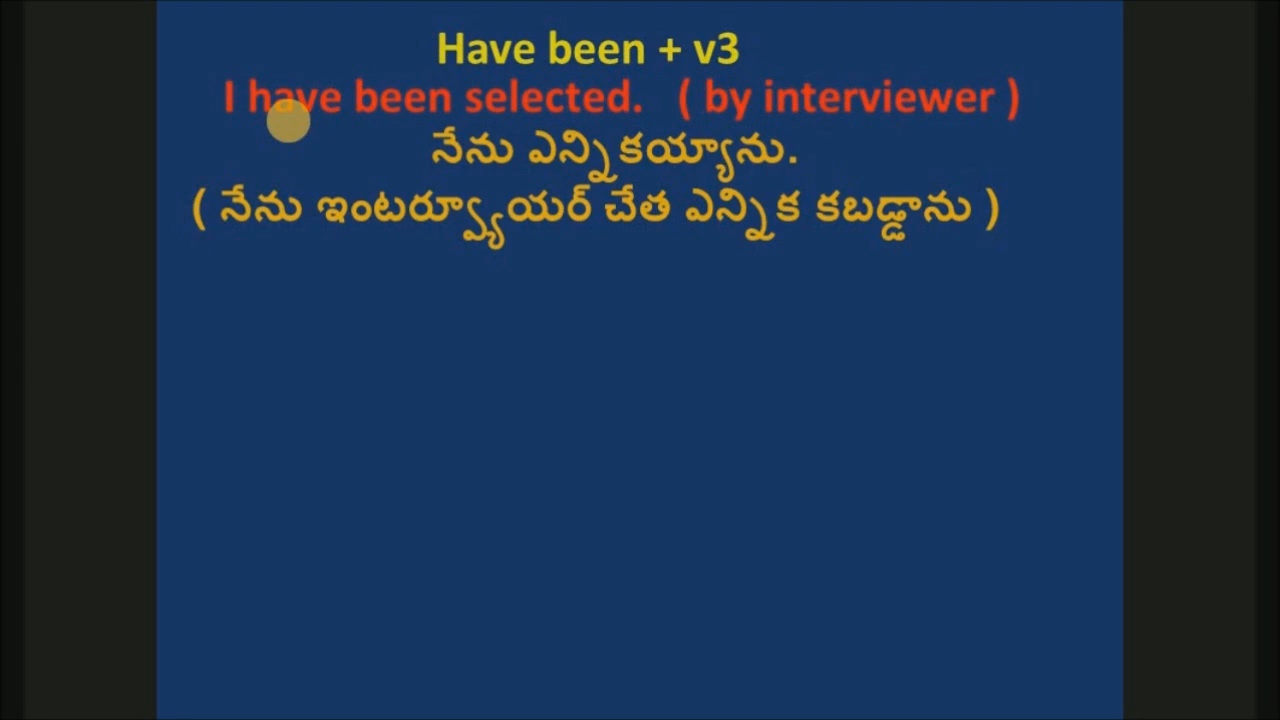 Have been + v3
I have been selected. ( by interviewer )
నేను ఎన్నికయ్యాను.
( నేను ఇంటర్వ్యూయర్ చేత ఎన్నిక కబడ్డాను )